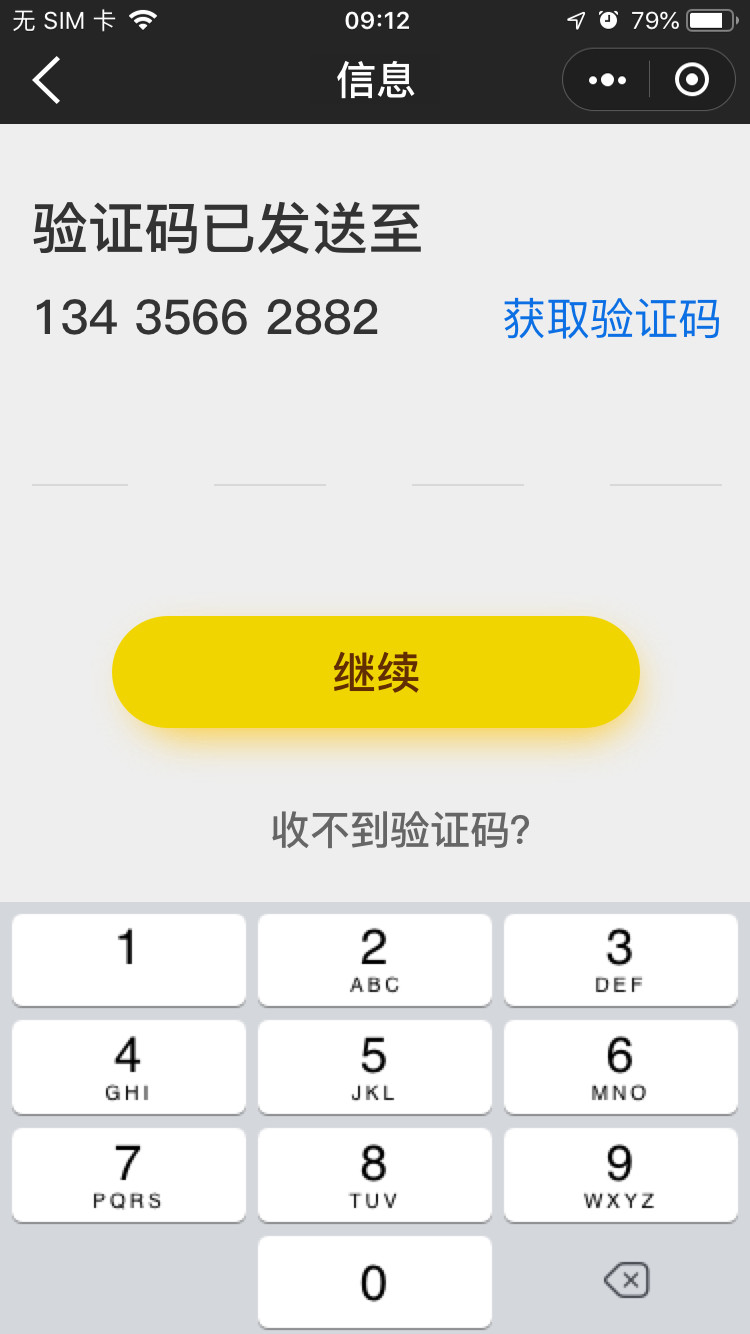 无 SIM 卡 09:12 79%
信息
验证码已发送至
134 3566 2882 获取验证码
继续
收不到验证码?
1 2 3
ABC DEF
4 5 6
GHI JKL MNO
7 8 9
PQRS TUV WXYZ
0